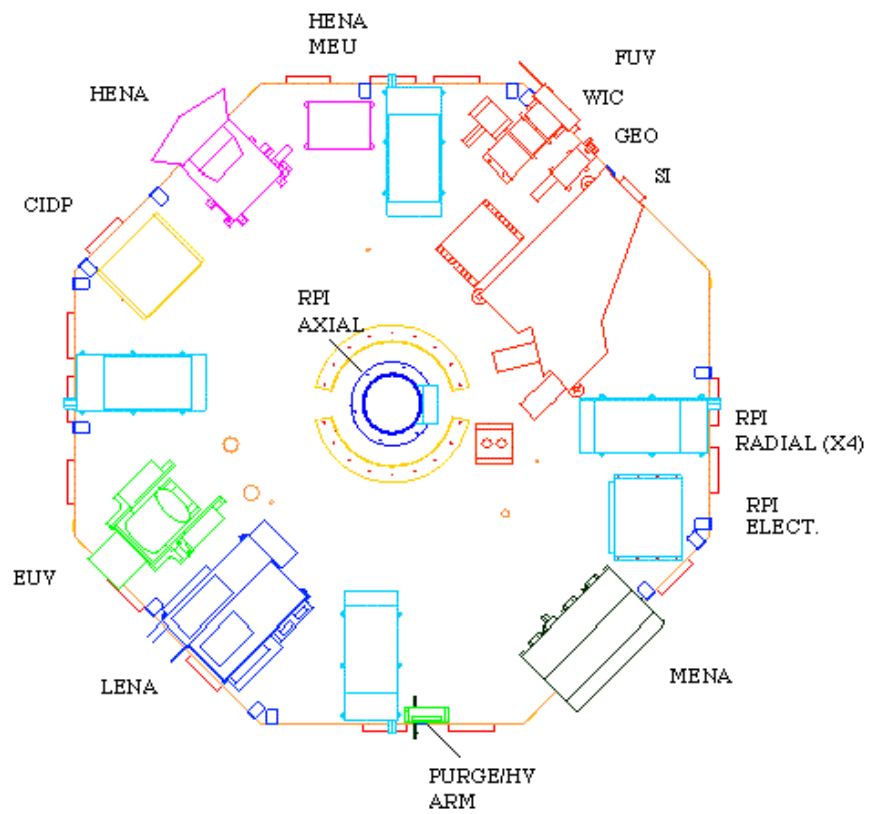 HENA
MEU
FUV
HENA
WIC
GEO
SI
CIDP
RPI
AXIAL
RPI
RADIAL (X4)
RPI
ELECT.
EUV
LENA
MENA
PURGE/HV
ARM